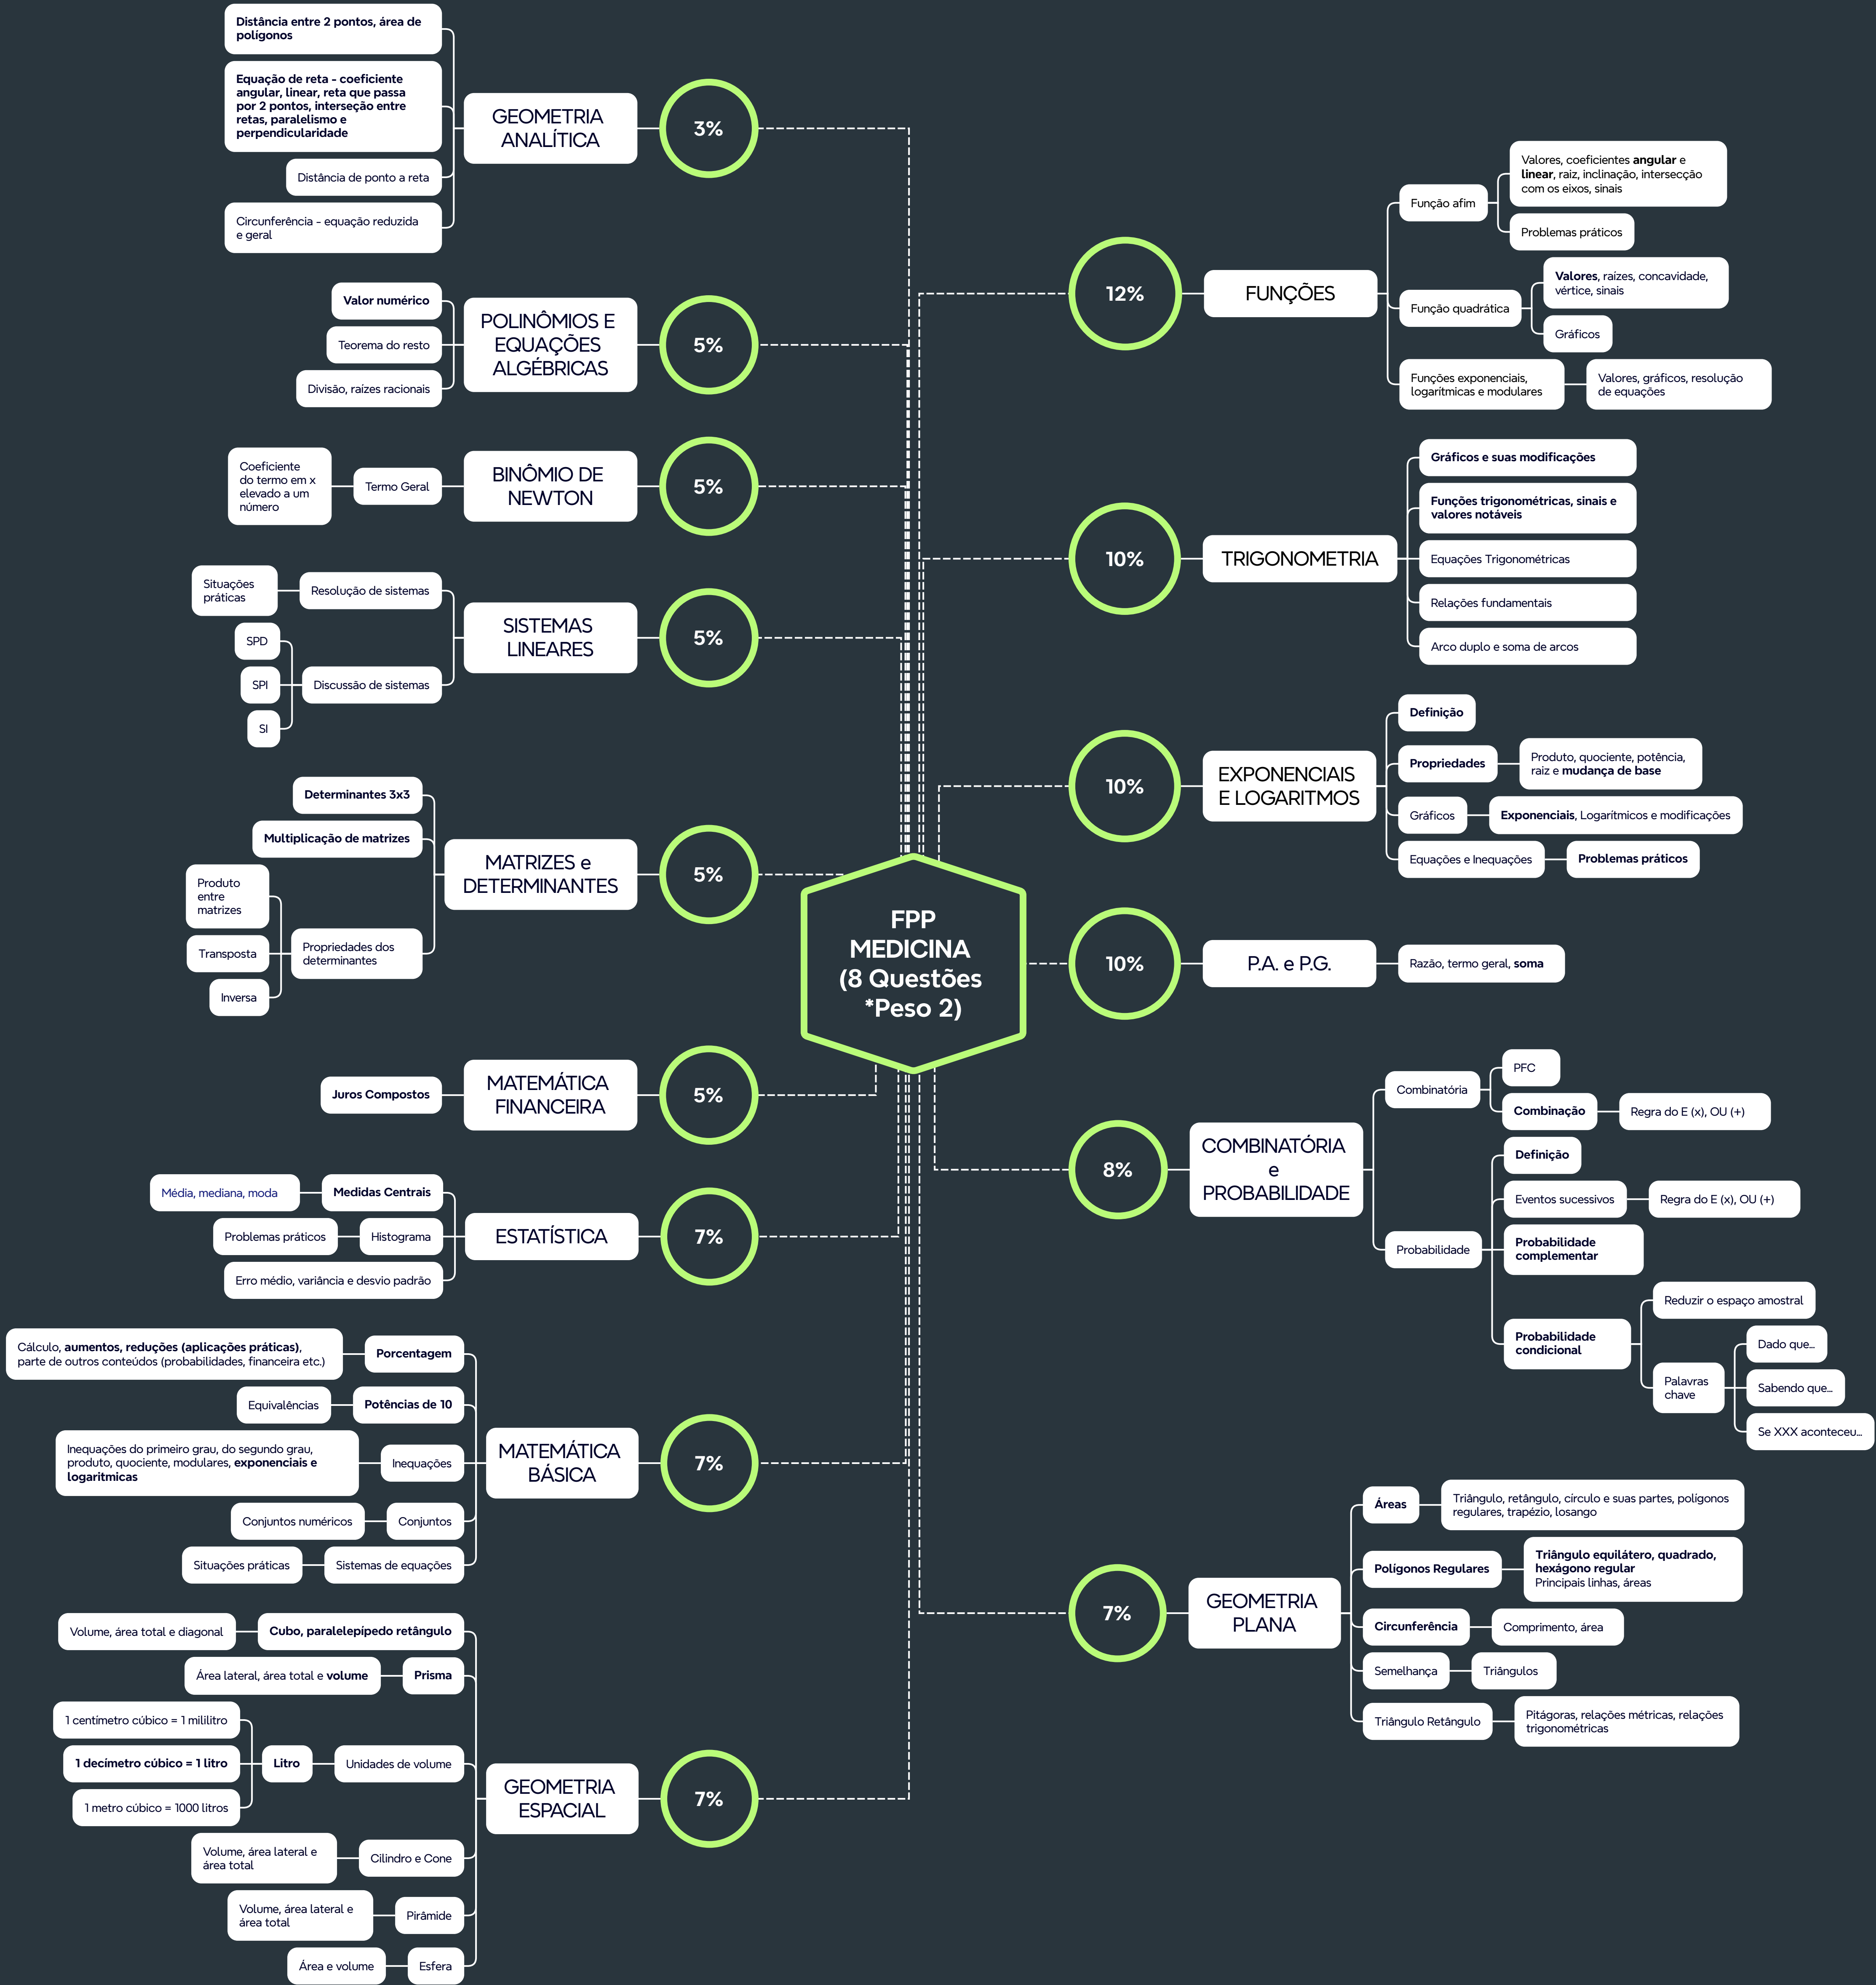 FPP
MEDICINA
(8 Questões
*Peso 2)
3%
GEOMETRIA
ANALÍTICA
Distância entre 2 pontos, área de
polígonos
Equação de reta - coeficiente
angular, linear, reta que passa
por 2 pontos, interseção entre
retas, paralelismo e
perpendicularidade
Distância de ponto a reta
Circunferência - equação reduzida
e geral
5%
POLINÔMIOS E
EQUAÇÕES
ALGÉBRICAS
Valor numérico
Teorema do resto
Divisão, raízes racionais
5%
BINÔMIO DE
NEWTON
Termo Geral
Coeficiente
do termo em x
elevado a um
número
5%
SISTEMAS
LINEARES
Resolução de sistemas
Situações
práticas
Discussão de sistemas
SPD
SPI
SI
5%
MATRIZES e
DETERMINANTES
Determinantes 3x3
Multiplicação de matrizes
Propriedades dos
determinantes
Produto
entre
matrizes
Transposta
Inversa
5%
MATEMÁTICA
FINANCEIRA
Juros Compostos
7%
ESTATÍSTICA
Medidas Centrais
Média, mediana, moda
Histograma
Problemas práticos
Erro médio, variância e desvio padrão
7%
MATEMÁTICA
BÁSICA
Porcentagem
Cálculo, aumentos, reduções (aplicações práticas),
parte de outros conteúdos (probabilidades, financeira etc.)
Potências de 10
Equivalências
Inequações
Inequações do primeiro grau, do segundo grau,
produto, quociente, modulares, exponenciais e
logaritmicas
Conjuntos
Conjuntos numéricos
Sistemas de equações
Situações práticas
7%
GEOMETRIA
ESPACIAL
Cubo, paralelepípedo retângulo
Volume, área total e diagonal
Prisma
Área lateral, área total e volume
Unidades de volume
Litro
1 centímetro cúbico = 1 mililitro
1 decímetro cúbico = 1 litro
1 metro cúbico = 1000 litros
Cilindro e Cone
Volume, área lateral e
área total
Pirâmide
Volume, área lateral e
área total
Esfera
Área e volume
12%
FUNÇÕES
Função afim
Valores, coeficientes angular e
linear, raiz, inclinação, intersecção
com os eixos, sinais
Problemas práticos
Função quadrática
Valores, raízes, concavidade,
vértice, sinais
Gráficos
Funções exponenciais,
logarítmicas e modulares
Valores, gráficos, resolução
de equações
10%
TRIGONOMETRIA
Gráficos e suas modificações
Funções trigonométricas, sinais e
valores notáveis
Equações Trigonométricas
Relações fundamentais
Arco duplo e soma de arcos
10%
EXPONENCIAIS
E LOGARITMOS
Definição
Propriedades
Produto, quociente, potência,
raiz e mudança de base
Gráficos
Exponenciais, Logarítmicos e modificações
Equações e Inequações
Problemas práticos
10%
P.A. e P.G.
Razão, termo geral, soma
8%
COMBINATÓRIA
e
PROBABILIDADE
Combinatória
PFC
Combinação
Regra do E (x), OU (+)
Probabilidade
Definição
Eventos sucessivos
Regra do E (x), OU (+)
Probabilidade
complementar
Probabilidade
condicional
Reduzir o espaço amostral
Palavras
chave
Dado que...
Sabendo que...
Se XXX aconteceu...
7%
GEOMETRIA
PLANA
Áreas
Triângulo, retângulo, círculo e suas partes, polígonos
regulares, trapézio, losango
Polígonos Regulares
Triângulo equilátero, quadrado,
hexágono regular
Principais linhas, áreas
Circunferência
Comprimento, área
Semelhança
Triângulos
Triângulo Retângulo
Pitágoras, relações métricas, relações
trigonométricas